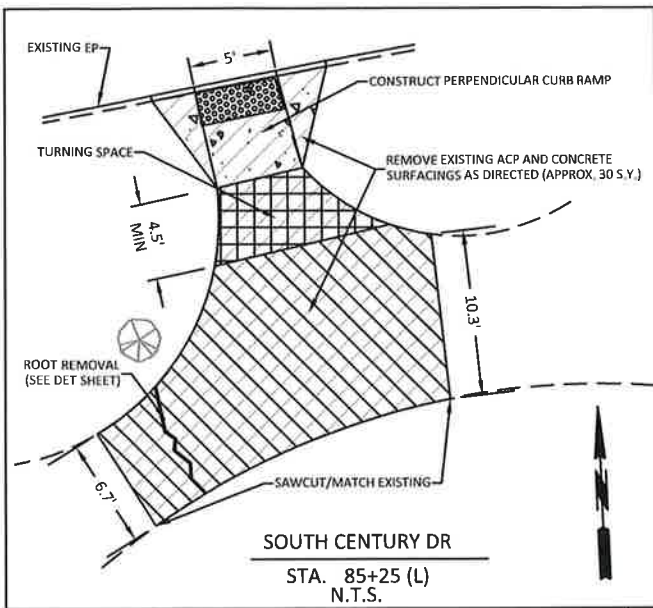 EXISTING EP
5'
CONSTRUCT PERPENDICULAR CURB RAMP
TURNING SPACE
REMOVE EXISTING ACP AND CONCRETE
SURFACINGS AS DIRECTED (APPROX. 30 S.Y.)
4.5'
MIN
10.3'
ROOT REMOVAL
(SEE DET SHEET)
N
6.7'
SAWCUT/MATCH EXISTING
SOUTH CENTURY DR
STA. 85+25 (L)
N.T.S.